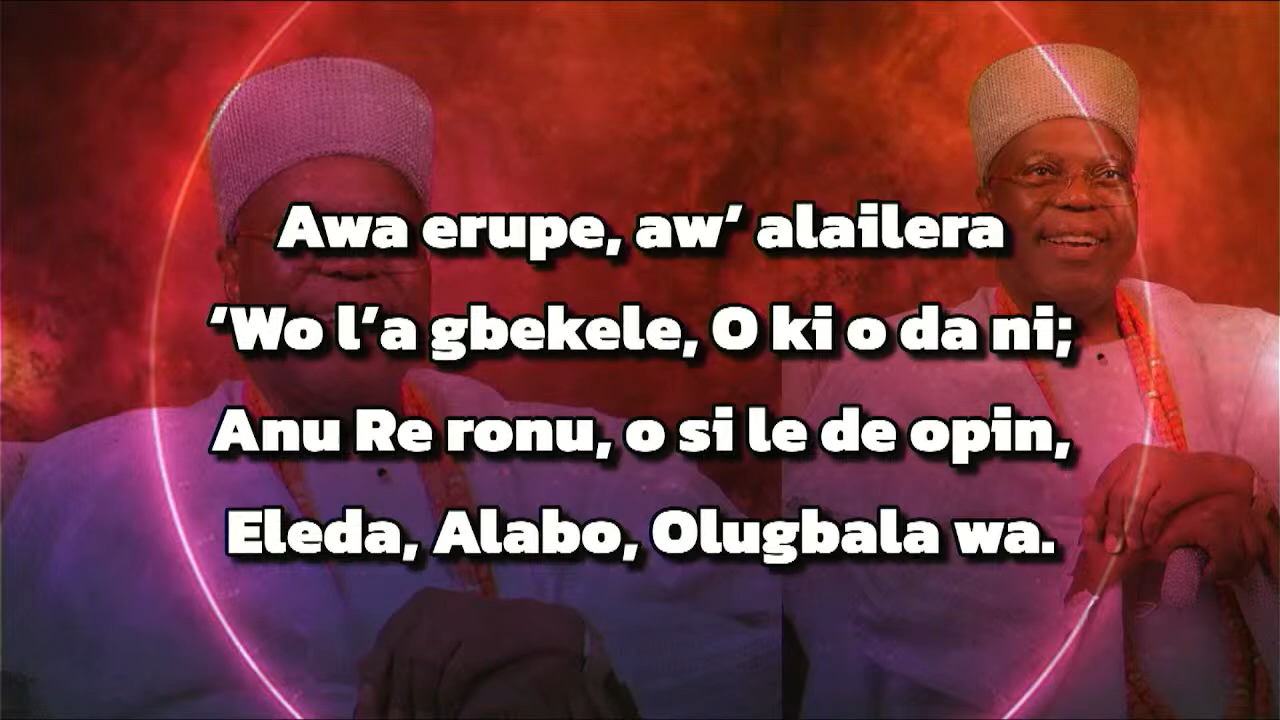 Awa erupe, aw’ alailera
‘Wo l’a gbekele, O ki o da ni;
Anu Re ronu, o si le de opin,
Eleda, Alabo, Olugbala wa.